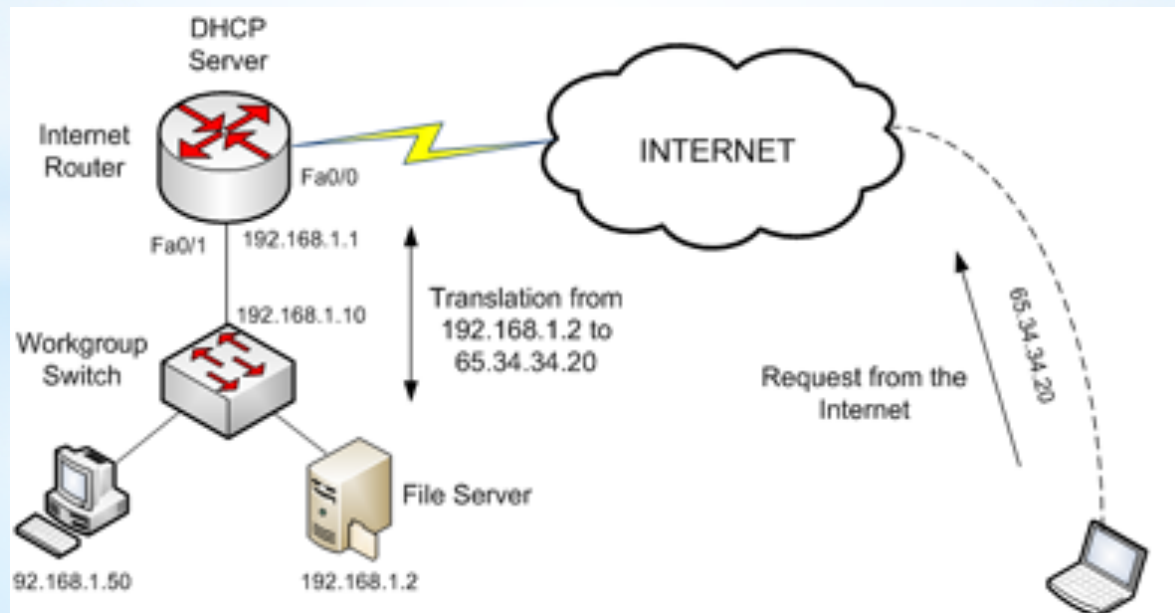 DHCP
Server
Internet
Router
Fa0/0
Fa0/1
192.168.1.1
INTERNET
192.168.1.10
Translation from
192.168.1.2 to
65.34.34.20
Workgroup
Switch
Request from the
Internet
65.34.34.20
File Server
92.168.1.50
192.168.1.2